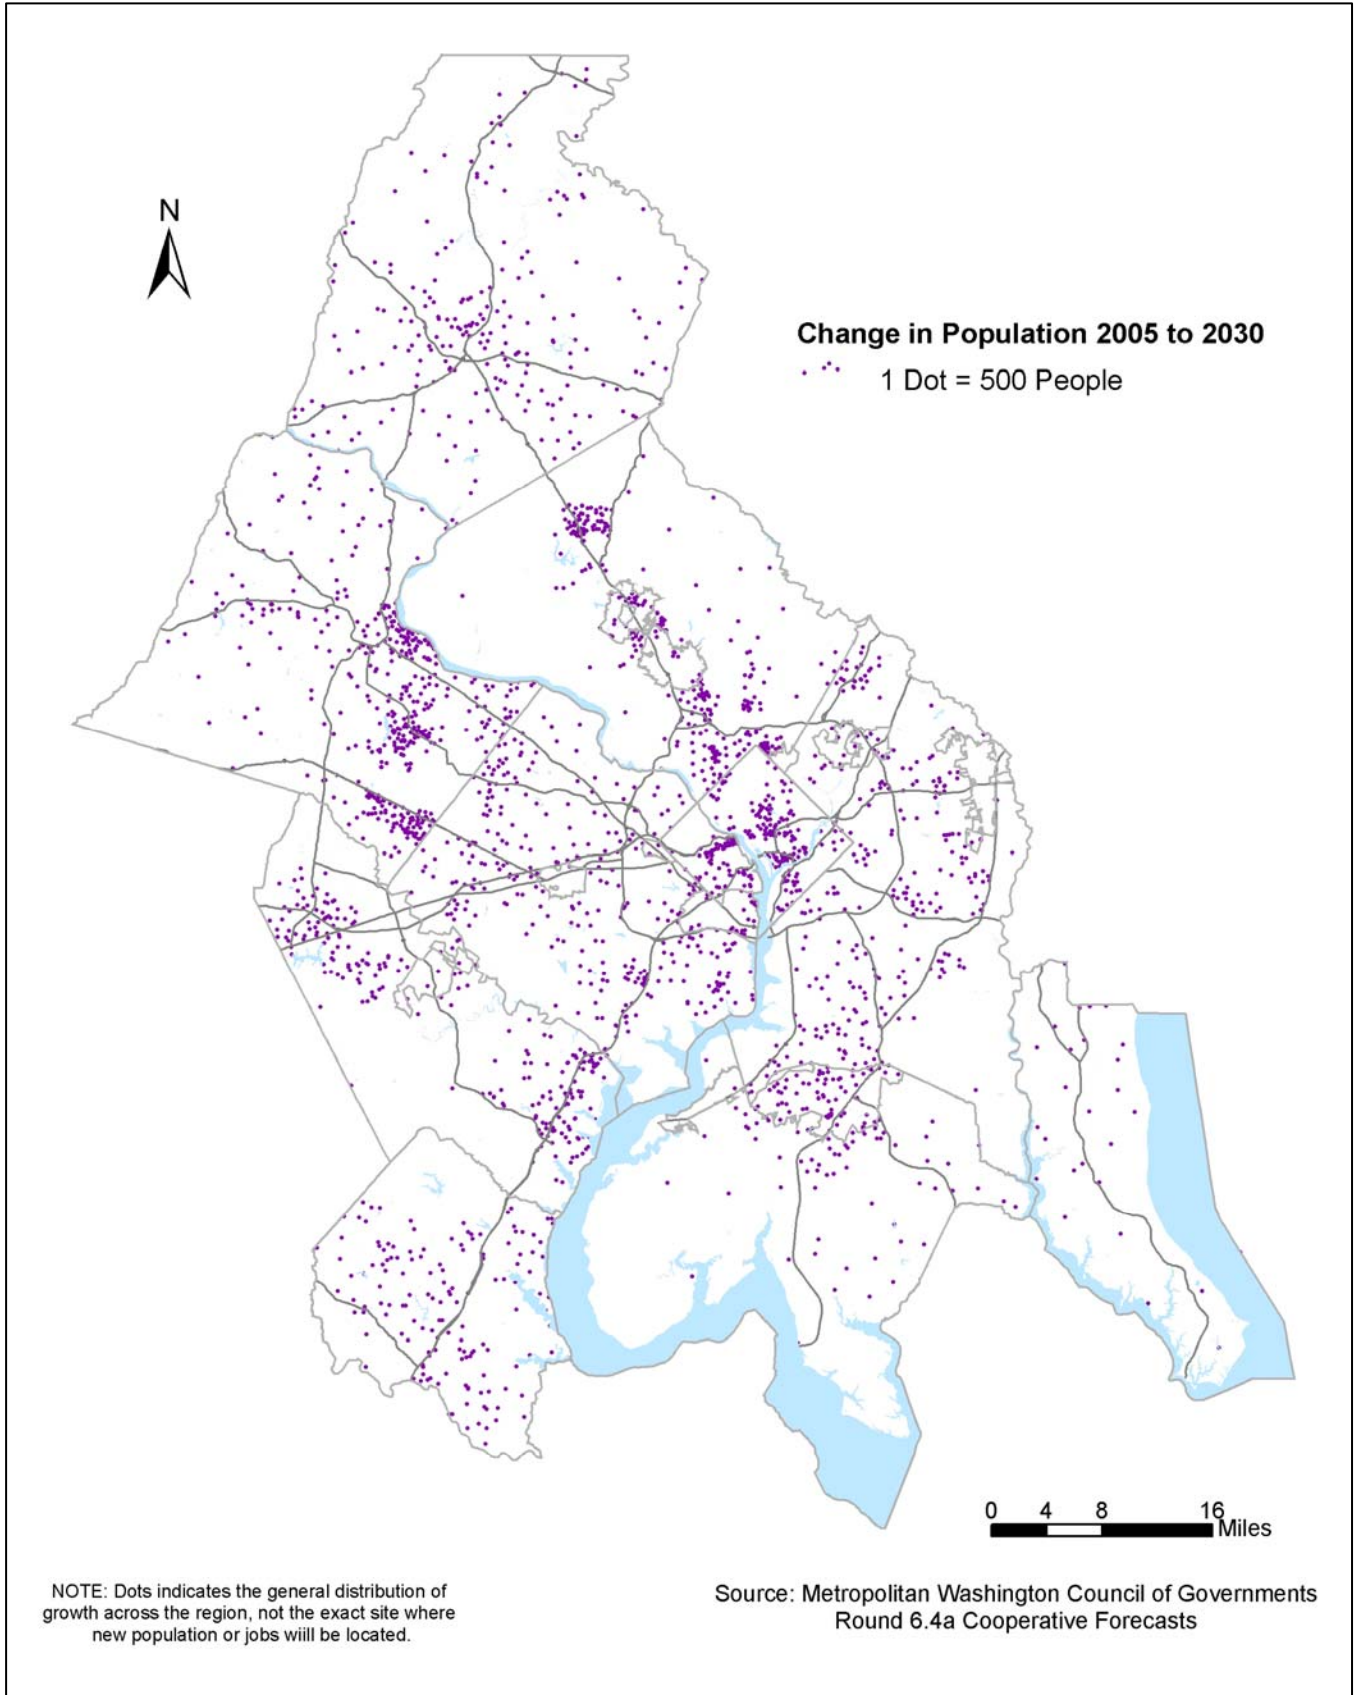 N
Change in Population 2005 to 2030
1 Dot = 500 People
0 4 8 16
Miles
NOTE: Dots indicates the general distribution of
growth across the region, not the exact site where
new population or jobs wiill be located.
Source: Metropolitan Washington Council of Governments
Round 6.4a Cooperative Forecasts